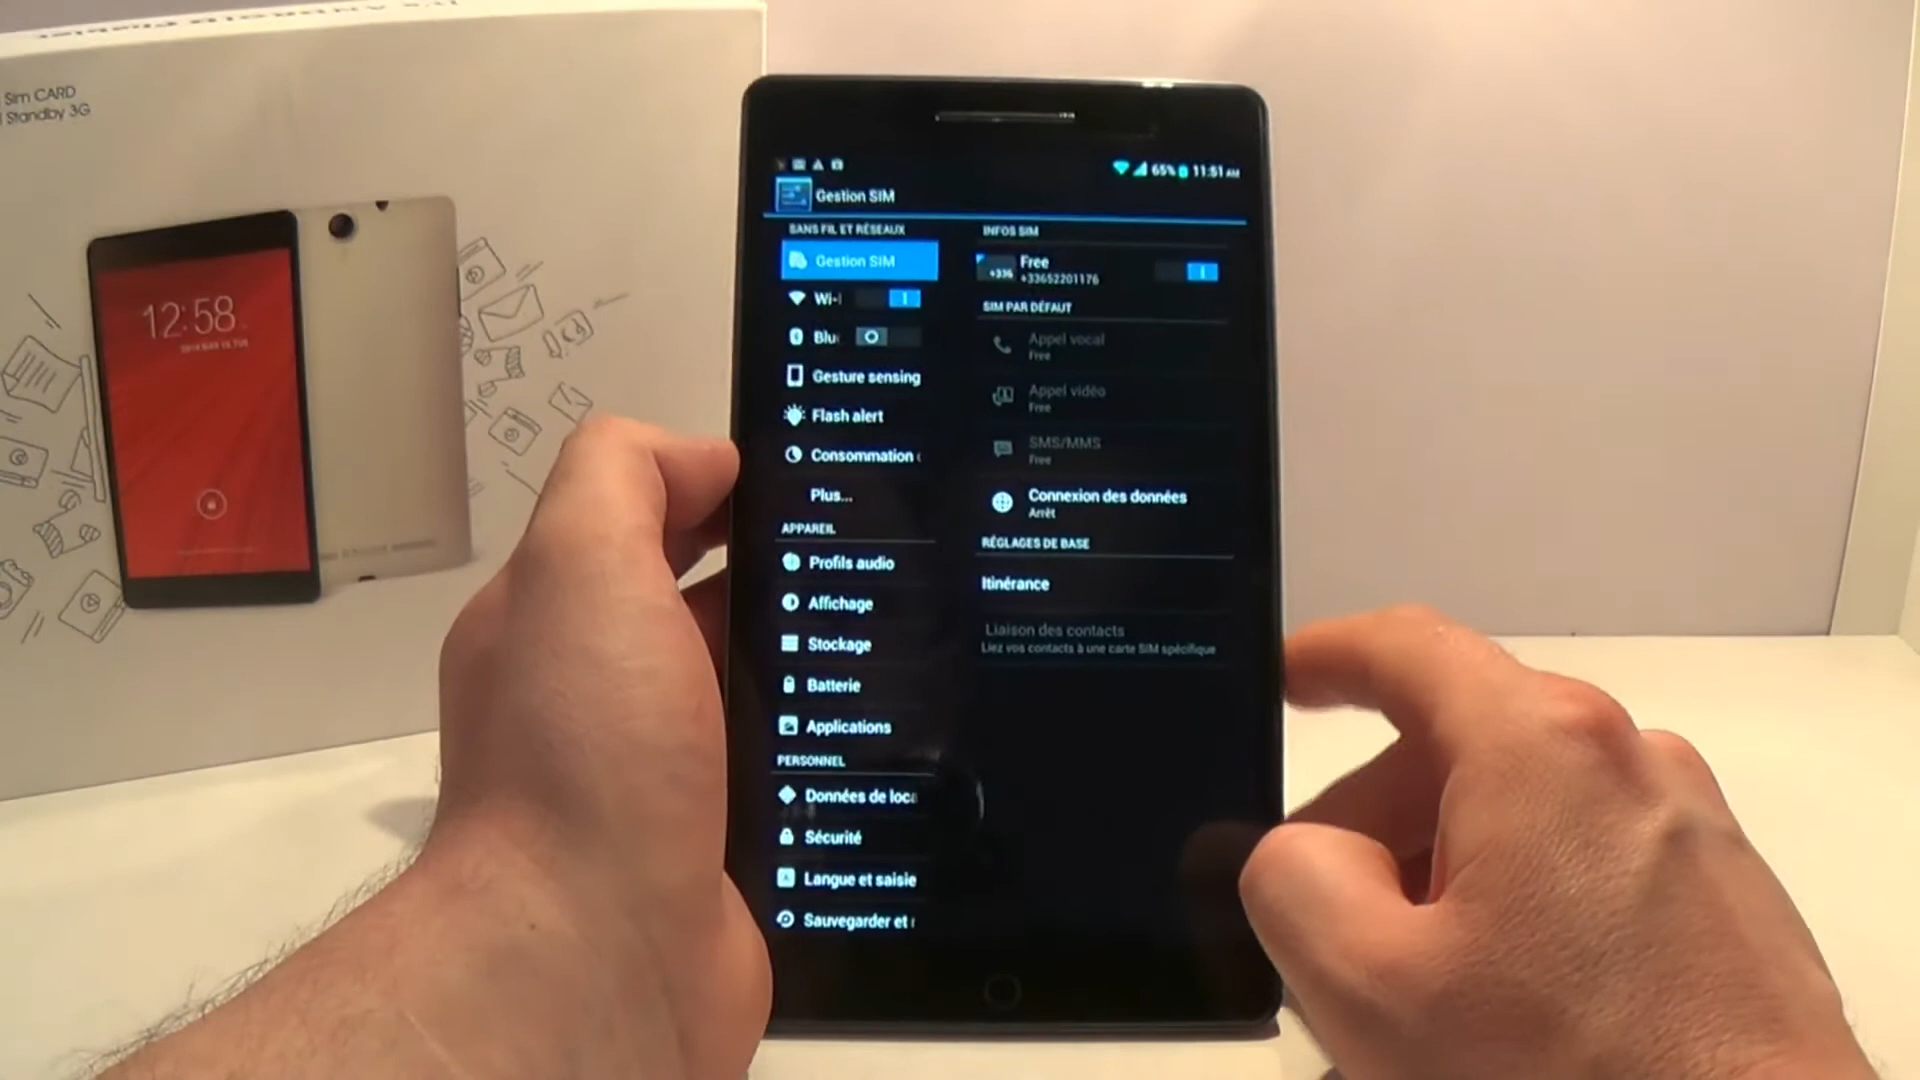 Sim CARD
Standby 3G
12:58
65% 11:51 AM
Gestion SIM
SANS FIL ET RÉSEAUX
Gestion SIM
Wi-
Blu
Gesture sensing
Flash alert
Consommation
Plus...
APPAREIL
Profils audio
Affichage
Stockage
Batterie
Applications
PERSONNEL
Données de loca
Sécurité
Langue et saisie
Sauvegarder et
INFOS SIM
+336
Free
+33652201176
SIM PAR DÉFAUT
Appel vocal
Free
Appel vidéo
Free
SMS/MMS
Free
Connexion des données
Arrêt
RÉGLAGES DE BASE
Itinérance
Liaison des contacts
Liez vos contacts à une carte SIM spécifique